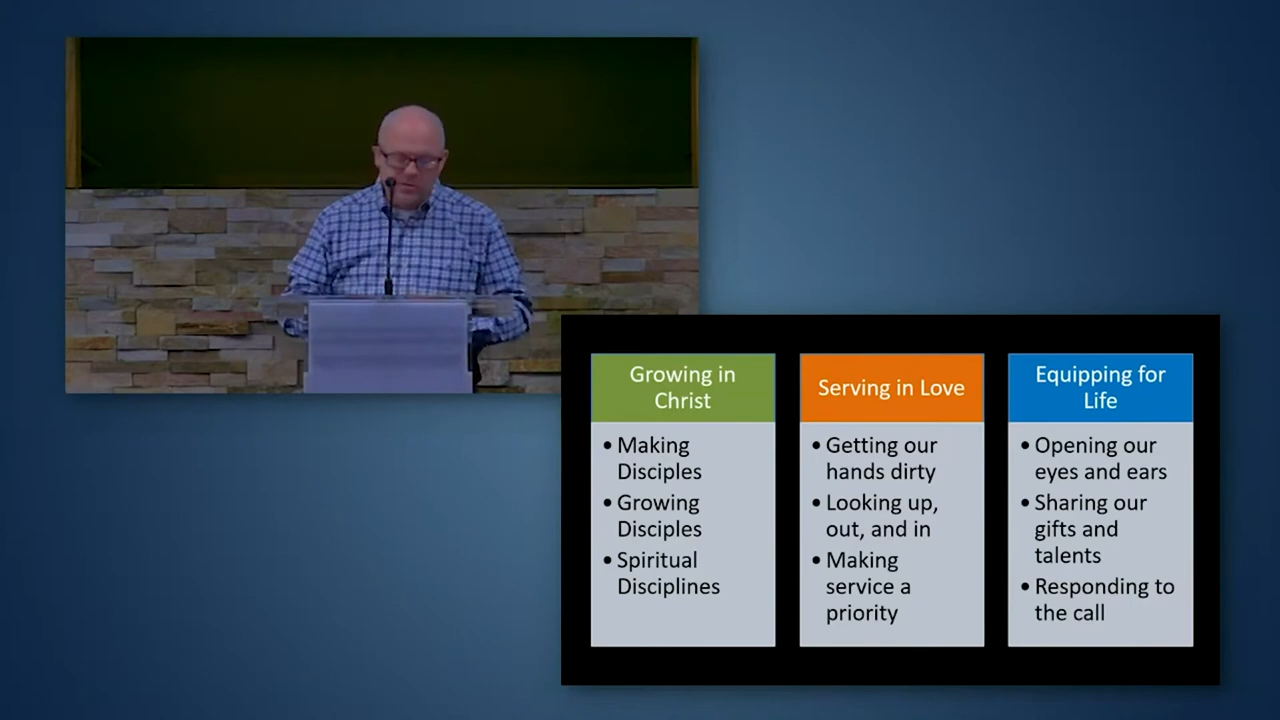 Growing in
Christ
• Making
Disciples
• Growing
Disciples
• Spiritual
Disciplines
Serving in Love
• Getting our
hands dirty
• Looking up,
out, and in
• Making
service a
priority
Equipping for
Life
• Opening our
eyes and ears
• Sharing our
gifts and
talents
• Responding to
the call